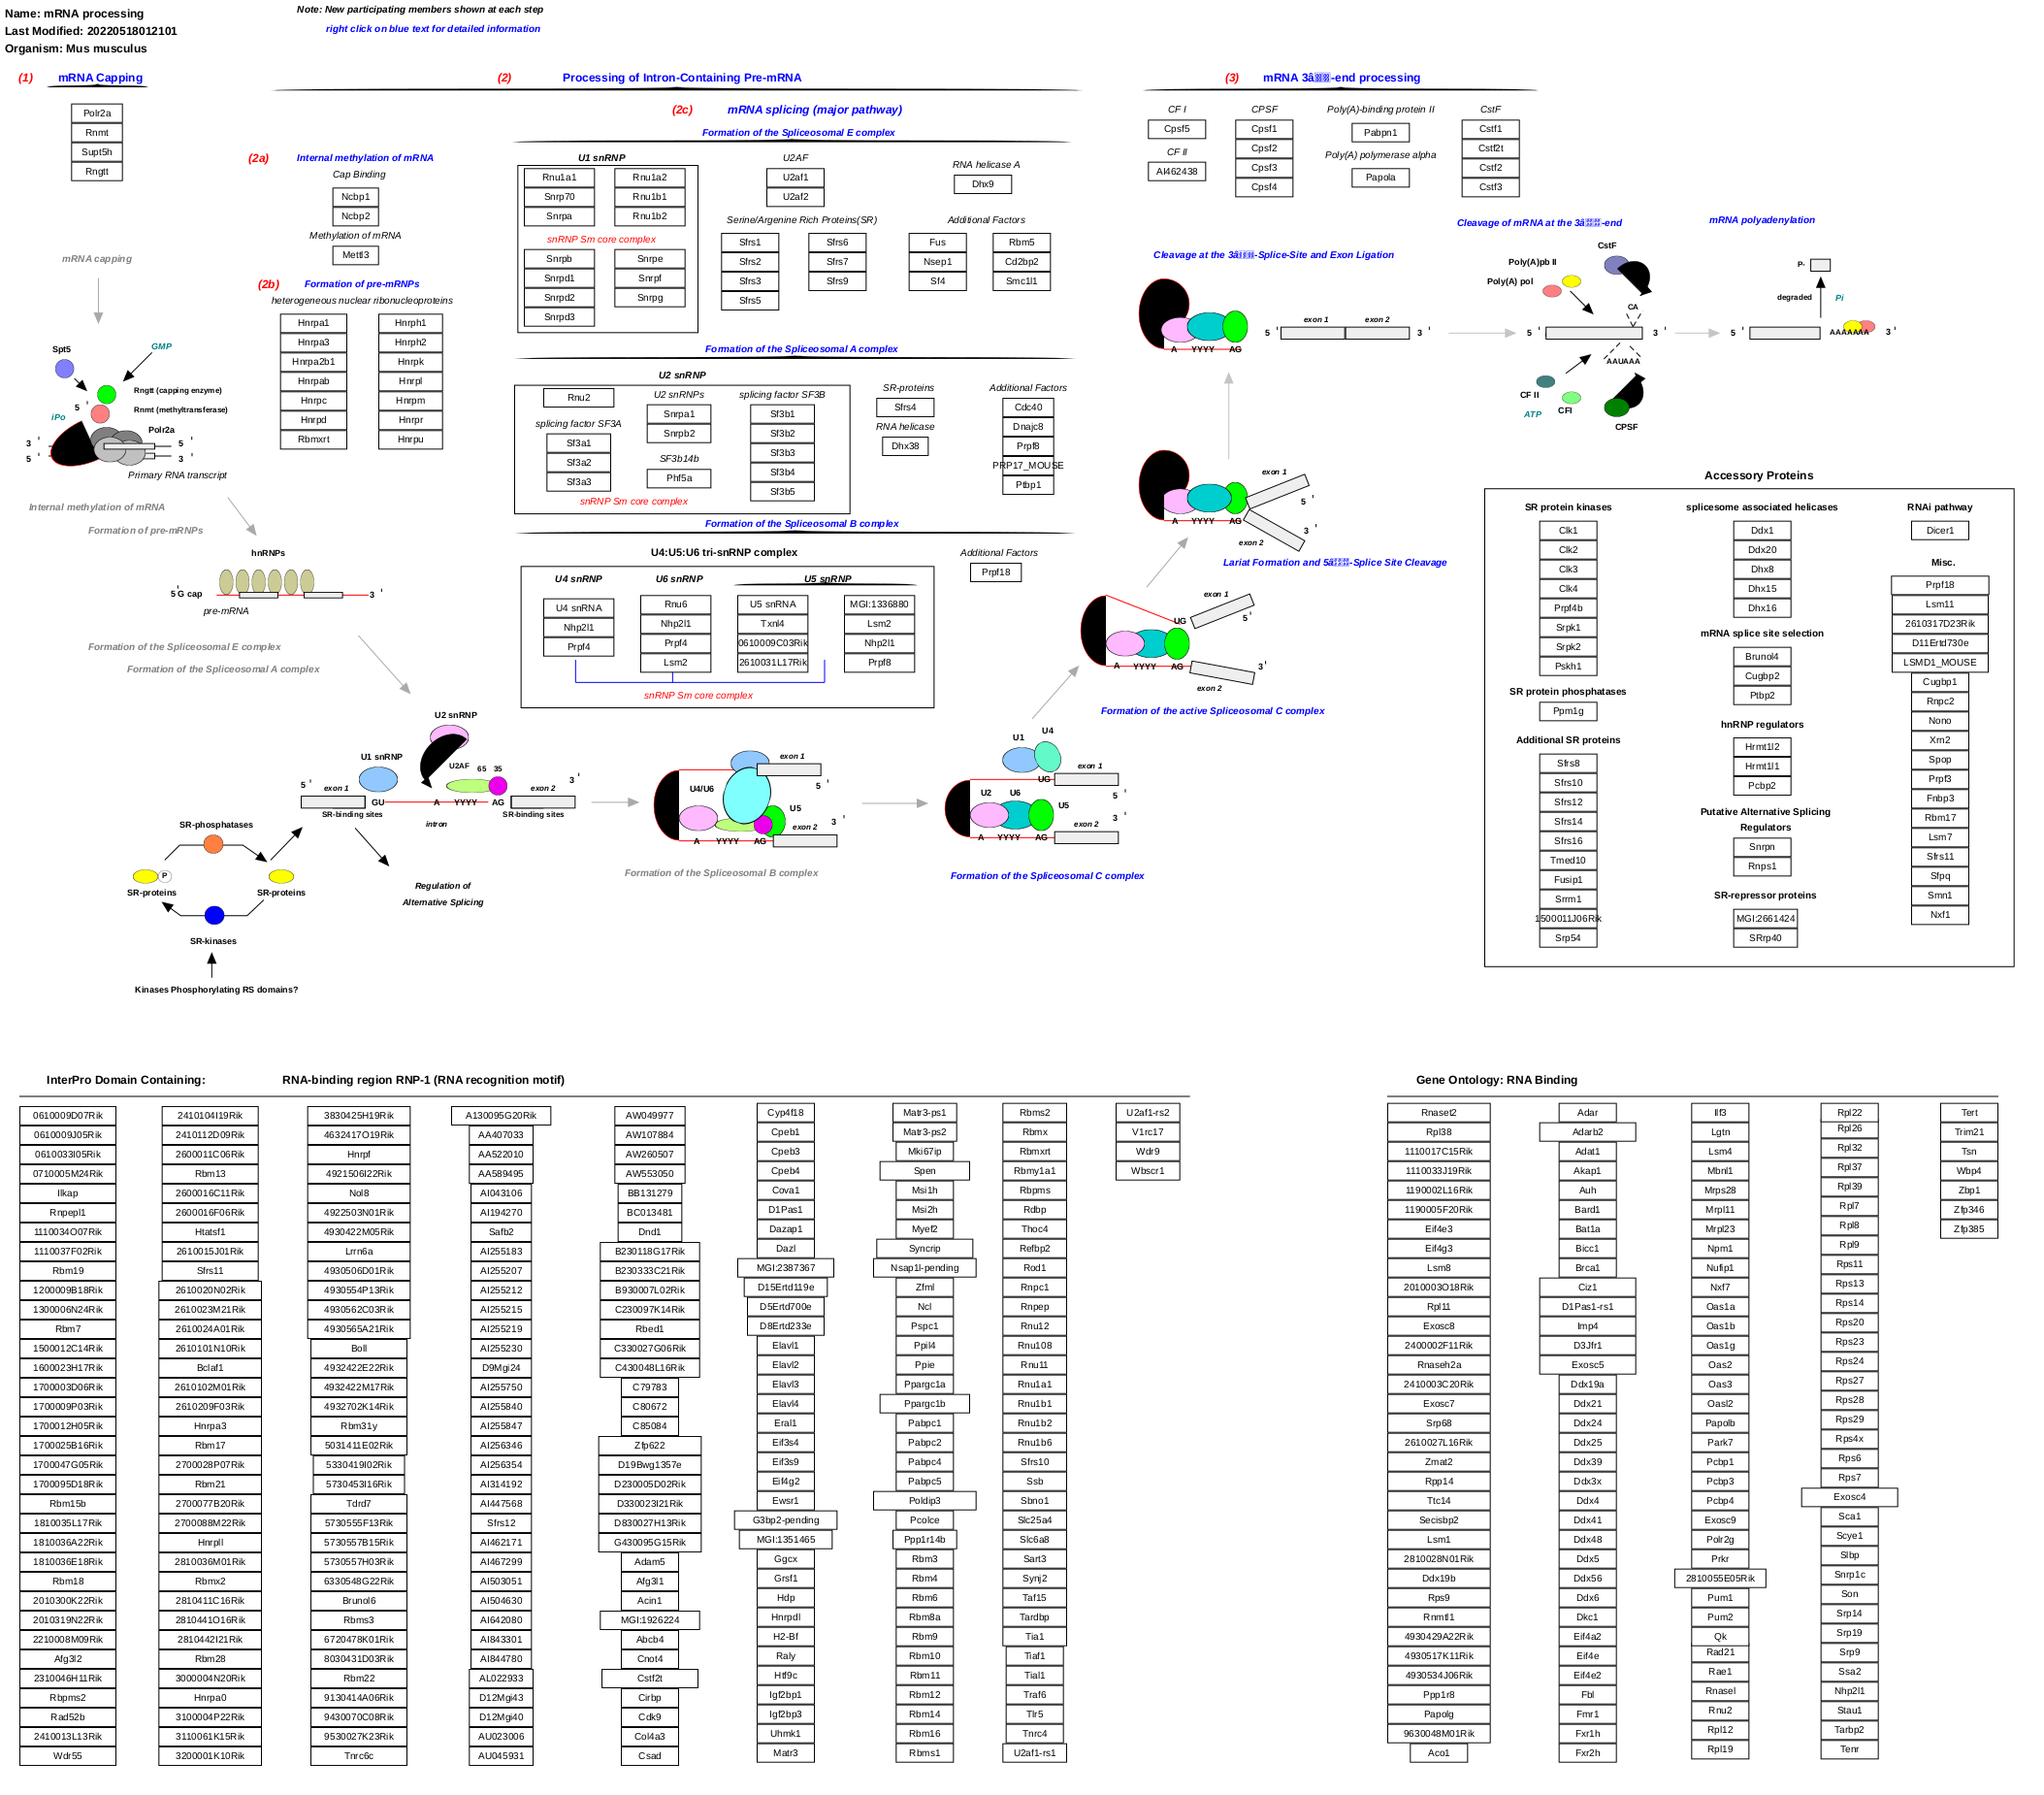 Name: mRNA processing
Last Modified: 20220518012101
Organism: Mus musculus
Note: New participating members shown at each step
right click on blue text for detailed information
(1)
mRNA Capping
Polr2a
Rnmt
Supt5h
Rngtt
mRNA capping
Spt5
GMP
Rngtt (capping enzyme)
5 '
Rnmt (methyltransferase)
iPo
Polr2a
3 '
5 '
5 '
3 '
Primary RNA transcript
Internal methylation of mRNA
Formation of pre-mRNPs
hnRNPs
5 ' G cap
3 '
pre-mRNA
Formation of the Spliceosomal E complex
Formation of the Spliceosomal A complex
(2)
Processing of Intron-Containing Pre-mRNA
(2a)
Internal methylation of mRNA
Cap Binding
Ncbp1
Ncbp2
Methylation of mRNA
Mettl3
(2b)
Formation of pre-mRNPs
heterogeneous nuclear ribonucleoproteins
Hnrpa1
Hnrpa3
Hnrpa2b1
Hnrpab
Hnrpc
Hnrpd
Rbmxrt
Hnrph1
Hnrph2
Hnrpk
Hnrpl
Hnrpm
Hnrpr
Hnrpu
(2c)
mRNA splicing (major pathway)
Formation of the Spliceosomal E complex
U1 snRNP
Rnu1a1
Snrp70
Snrpa
Rnu1a2
Rnu1b1
Rnu1b2
snRNP Sm core complex
Snrpb
Snrpd1
Snrpd2
Snrpd3
Snrpe
Snrpf
Snrpg
U2AF
U2af1
U2af2
RNA helicase A
Dhx9
Serine/Argenine Rich Proteins(SR)
Sfrs1
Sfrs2
Sfrs3
Sfrs5
Sfrs6
Sfrs7
Sfrs9
Additional Factors
Fus
Nsep1
Sf4
Rbm5
Cd2bp2
Smc1l1
Formation of the Spliceosomal A complex
U2 snRNP
Rnu2
splicing factor SF3A
Sf3a1
Sf3a2
Sf3a3
U2 snRNPs
Snrpa1
Snrpb2
SF3b14b
Phf5a
splicing factor SF3B
Sf3b1
Sf3b2
Sf3b3
Sf3b4
Sf3b5
snRNP Sm core complex
SR-proteins
Sfrs4
RNA helicase
Dhx38
Additional Factors
Cdc40
Dnajc8
Prpf8
PRP17_MOUSE
Ptbp1
Formation of the Spliceosomal B complex
U4:U5:U6 tri-snRNP complex
U4 snRNP
U4 snRNA
Nhp2l1
Prpf4
U6 snRNP
Rnu6
Nhp2l1
Prpf4
Lsm2
U5 snRNP
U5 snRNA
Txnl4
0610009C03Rik
2610031L17Rik
MGI:1336880
Lsm2
Nhp2l1
Prpf8
snRNP Sm core complex
Additional Factors
Prpf18
U2 snRNP
U1 snRNP
U2AF
65
35
5 '
exon 1
GU
A
YYYY
AG
exon 2
3 '
SR-binding sites
intron
SR-binding sites
SR-phosphatases
P
SR-proteins
SR-proteins
SR-kinases
Kinases Phosphorylating RS domains?
Regulation of
Alternative Splicing
exon 1
5 '
U4/U6
U5
3 '
exon 2
A
YYYY
AG
Formation of the Spliceosomal B complex
U1
U4
UG
exon 1
5 '
U2
U6
U5
3 '
exon 2
A
YYYY
AG
Formation of the Spliceosomal C complex
exon 1
UG
5 '
A
YYYY
AG
3 '
exon 2
Formation of the active Spliceosomal C complex
exon 1
5 '
A
YYYY
AG
3 '
exon 2
Lariat Formation and 5â-Splice Site Cleavage
(3)
mRNA 3â-end processing
CF I
Cpsf5
CF II
AI462438
CPSF
Cpsf1
Cpsf2
Cpsf3
Cpsf4
Poly(A)-binding protein II
Pabpn1
Poly(A) polymerase alpha
Papola
CstF
Cstf1
Cstf2t
Cstf2
Cstf3
Cleavage at the 3â-Splice-Site and Exon Ligation
A
YYYY
AG
5 '
exon 1
exon 2
3 '
Cleavage of mRNA at the 3â-end
CstF
Poly(A)pb II
Poly(A) pol
CA
5 '
3 '
AAUAAA
CF II
CFI
ATP
CPSF
mRNA polyadenylation
P-
degraded
Pi
5 '
AAAAAAA
3 '
Accessory Proteins
SR protein kinases
Clk1
Clk2
Clk3
Clk4
Prpf4b
Srpk1
Srpk2
Pskh1
SR protein phosphatases
Ppm1g
Additional SR proteins
Sfrs8
Sfrs10
Sfrs12
Sfrs14
Sfrs16
Tmed10
Fusip1
Srrm1
1500011J06Rik
Srp54
splicesome associated helicases
Ddx1
Ddx20
Dhx8
Dhx15
Dhx16
mRNA splice site selection
Brunol4
Cugbp2
Ptbp2
hnRNP regulators
Hrmt1l2
Hrmt1l1
Pcbp2
Putative Alternative Splicing
Regulators
Snrpn
Rnps1
SR-repressor proteins
MGI:2661424
SRrp40
RNAi pathway
Dicer1
Misc.
Prpf18
Lsm11
2610317D23Rik
D11Ertd730e
LSMD1_MOUSE
Cugbp1
Rnpc2
Nono
Xrn2
Spop
Prpf3
Fnbp3
Rbm17
Lsm7
Sfrs11
Sfpq
Smn1
Nxf1
InterPro Domain Containing:
RNA-binding region RNP-1 (RNA recognition motif)
0610009D07Rik
0610009J05Rik
0610033I05Rik
0710005M24Rik
Ilkap
Rnpepl1
1110034O07Rik
1110037F02Rik
Rbm19
1200009B18Rik
1300006N24Rik
Rbm7
1500012C14Rik
1600023H17Rik
1700003D06Rik
1700009P03Rik
1700012H05Rik
1700025B16Rik
1700047G05Rik
1700095D18Rik
Rbm15b
1810035L17Rik
1810036A22Rik
1810036E18Rik
Rbm18
2010300K22Rik
2010319N22Rik
2210008M09Rik
Afg3l2
2310046H11Rik
Rbpms2
Rad52b
2410013L13Rik
Wdr55
2410104I19Rik
2410112D09Rik
2600011C06Rik
Rbm13
2600016C11Rik
2600016F06Rik
Htatsf1
2610015J01Rik
Sfrs11
2610020N02Rik
2610023M21Rik
2610024A01Rik
2610101N10Rik
Bclaf1
2610102M01Rik
2610209F03Rik
Hnrpa3
Rbm17
2700028P07Rik
Rbm21
2700077B20Rik
2700088M22Rik
Hnrpll
2810036M01Rik
Rbmx2
2810411C16Rik
2810441O16Rik
2810442I21Rik
Rbm28
3000004N20Rik
Hnrpa0
3100004P22Rik
3110061K15Rik
3200001K10Rik
3830425H19Rik
4632417O19Rik
Hnrpf
4921506I22Rik
Nol8
4922503N01Rik
4930422M05Rik
Lrrn6a
4930506D01Rik
4930554P13Rik
4930562C03Rik
4930565A21Rik
Boll
4932422E22Rik
4932422M17Rik
4932702K14Rik
Rbm31y
5031411E02Rik
5330419I02Rik
5730453I16Rik
Tdrd7
5730555F13Rik
5730557B15Rik
5730557H03Rik
6330548G22Rik
Brunol6
Rbms3
6720478K01Rik
8030431D03Rik
Rbm22
9130414A06Rik
9430070C08Rik
9530027K23Rik
Tnrc6c
A130095G20Rik
AA407033
AA522010
AA589495
AI043106
AI194270
Safb2
AI255183
AI255207
AI255212
AI255215
AI255219
AI255230
D9Mgi24
AI255750
AI255840
AI255847
AI256346
AI256354
AI314192
AI447568
Sfrs12
AI462171
AI467299
AI503051
AI504630
AI642080
AI843301
AI844780
AL022933
D12Mgi43
D12Mgi40
AU023006
AU045931
AW049977
AW107884
AW260507
AW553050
BB131279
BC013481
Dnd1
B230118G17Rik
B230333C21Rik
B930007L02Rik
C230097K14Rik
Rbed1
C330027G06Rik
C430048L16Rik
C79783
C80672
C85084
Zfp622
D19Bwg1357e
D230005D02Rik
D330023I21Rik
D830027H13Rik
G430095G15Rik
Adam5
Afg3l1
Acin1
MGI:1926224
Abcb4
Cnot4
Cstf2t
Cirbp
Cdk9
Col4a3
Csad
Cyp4f18
Cpeb1
Cpeb3
Cpeb4
Cova1
D1Pas1
Dazap1
Dazl
MGI:2387367
D15Ertd119e
D5Ertd700e
D8Ertd233e
Elavl1
Elavl2
Elavl3
Elavl4
Eral1
Eif3s4
Eif3s9
Eif4g2
Ewsr1
G3bp2-pending
MGI:1351465
Ggcx
Grsf1
Hdp
Hnrpdl
H2-Bf
Raly
Htf9c
Igf2bp1
Igf2bp3
Uhmk1
Matr3
Matr3-ps1
Matr3-ps2
Mki67ip
Spen
Msi1h
Msi2h
Myef2
Syncrip
Nsap1l-pending
Zfml
Ncl
Pspc1
Ppil4
Ppie
Ppargc1a
Ppargc1b
Pabpc1
Pabpc2
Pabpc4
Pabpc5
Poldip3
Pcolce
Ppp1r14b
Rbm3
Rbm4
Rbm6
Rbm8a
Rbm9
Rbm10
Rbm11
Rbm12
Rbm14
Rbm16
Rbms1
Rbms2
Rbmx
Rbmxrt
Rbmy1a1
Rbpms
Rdbp
Thoc4
Refbp2
Rod1
Rnpc1
Rnpep
Rnu12
Rnu108
Rnu11
Rnu1a1
Rnu1b1
Rnu1b2
Rnu1b6
Sfrs10
Ssb
Sbno1
Slc25a4
Slc6a8
Sart3
Synj2
Taf15
Tardbp
Tia1
Tiaf1
Tial1
Traf6
Tlr5
Tnrc4
U2af1-rs1
U2af1-rs2
V1rc17
Wdr9
Wbscr1
Gene Ontology: RNA Binding
Rnaset2
Rpl38
1110017C15Rik
1110033J19Rik
1190002L16Rik
1190005F20Rik
Eif4e3
Eif4g3
Lsm8
2010003O18Rik
Rpl11
Exosc8
2400002F11Rik
Rnaseh2a
2410003C20Rik
Exosc7
Srp68
2610027L16Rik
Zmat2
Rpp14
Ttc14
Secisbp2
Lsm1
2810028N01Rik
Ddx19b
Rps9
Rnmtl1
4930429A22Rik
4930517K11Rik
4930534J06Rik
Ppp1r8
Papolg
9630048M01Rik
Aco1
Adar
Adarb2
Adat1
Akap1
Auh
Bard1
Bat1a
Bicc1
Brca1
Ciz1
D1Pas1-rs1
Imp4
D3Jfr1
Exosc5
Ddx19a
Ddx21
Ddx24
Ddx25
Ddx39
Ddx3x
Ddx4
Ddx41
Ddx48
Ddx5
Ddx56
Ddx6
Dkc1
Eif4a2
Eif4e
Eif4e2
Fbl
Fmr1
Fxr1h
Fxr2h
Ilf3
Lgtn
Lsm4
Mbnl1
Mrps28
Mrpl11
Mrpl23
Npm1
Nufip1
Nxf7
Oas1a
Oas1b
Oas1g
Oas2
Oas3
Oasl2
Papolb
Park7
Pcbp1
Pcbp3
Pcbp4
Exosc9
Polr2g
Prkr
2810055E05Rik
Pum1
Pum2
Qk
Rad21
Rae1
Rnasel
Rnu2
Rpl12
Rpl19
Rpl22
Rpl26
Rpl32
Rpl37
Rpl39
Rpl7
Rpl8
Rpl9
Rps11
Rps13
Rps14
Rps20
Rps23
Rps24
Rps27
Rps28
Rps29
Rps4x
Rps6
Rps7
Exosc4
Sca1
Scye1
Slbp
Snrp1c
Son
Srp14
Srp19
Srp9
Ssa2
Nhp2l1
Stau1
Tarbp2
Tenr
Tert
Trim21
Tsn
Wbp4
Zbp1
Zfp346
Zfp385